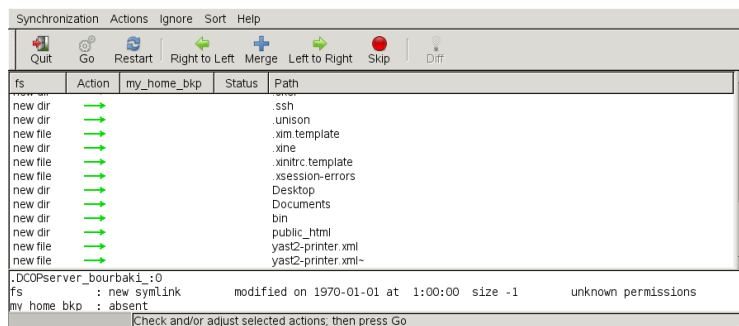 Synchronization Actions Ignore Sort Help
Quit Go Restart Right to Left Merge Left to Right Skip Diff
fs Action my_home_bkp Status Path
new dir .ssh
new dir .unison
new file .xim.template
new dir .xine
new file .xinitrc.template
new file .xsession-errors
new dir Desktop
new dir Documents
new dir bin
new dir public_html
new file yast2-printer.xml
new file yast2-printer.xml~
.DCOPserver_bourbaki_:0
fs : new symlink modified on 1970-01-01 at 1:00:00 size -1 unknown permissions
my_home_bkp : absent
Check and/or adjust selected actions; then press Go